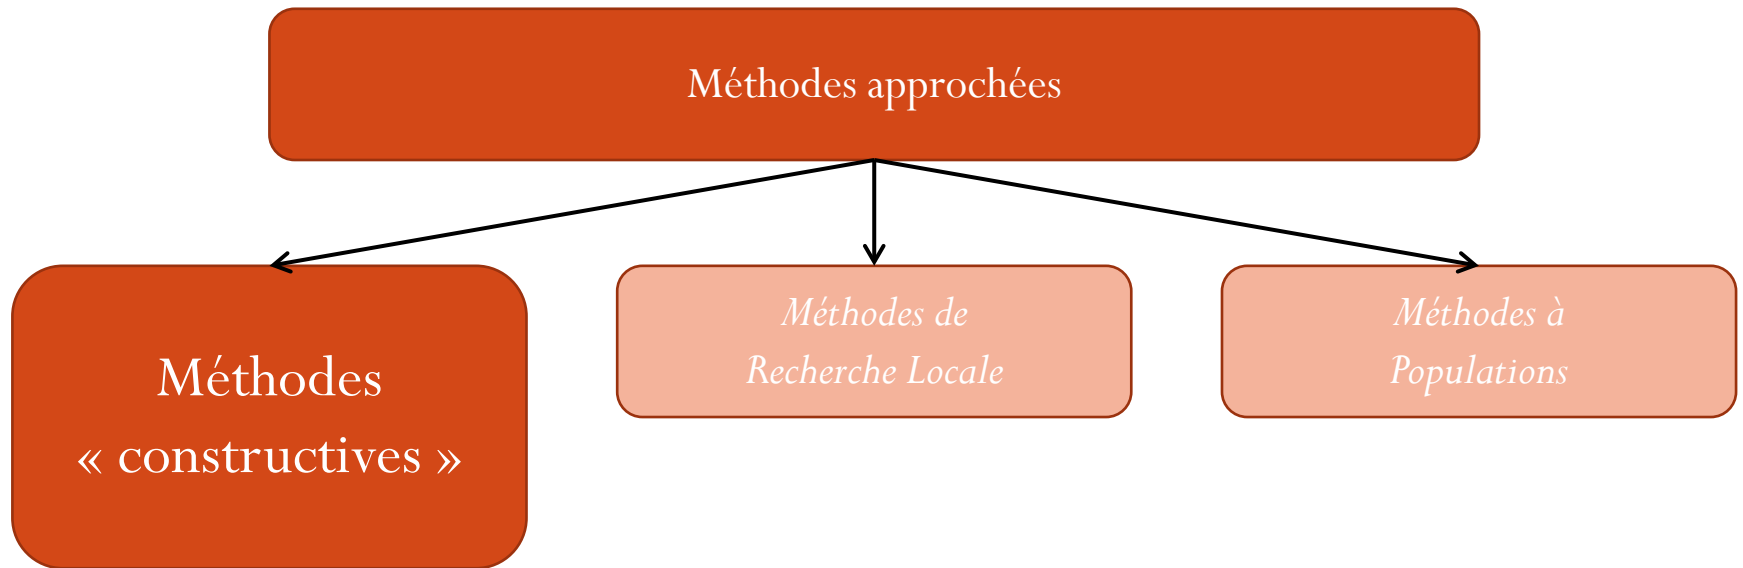 Méthodes approchées
Méthodes
« constructives »
Méthodes de
Recherche Locale
Méthodes à
Populations